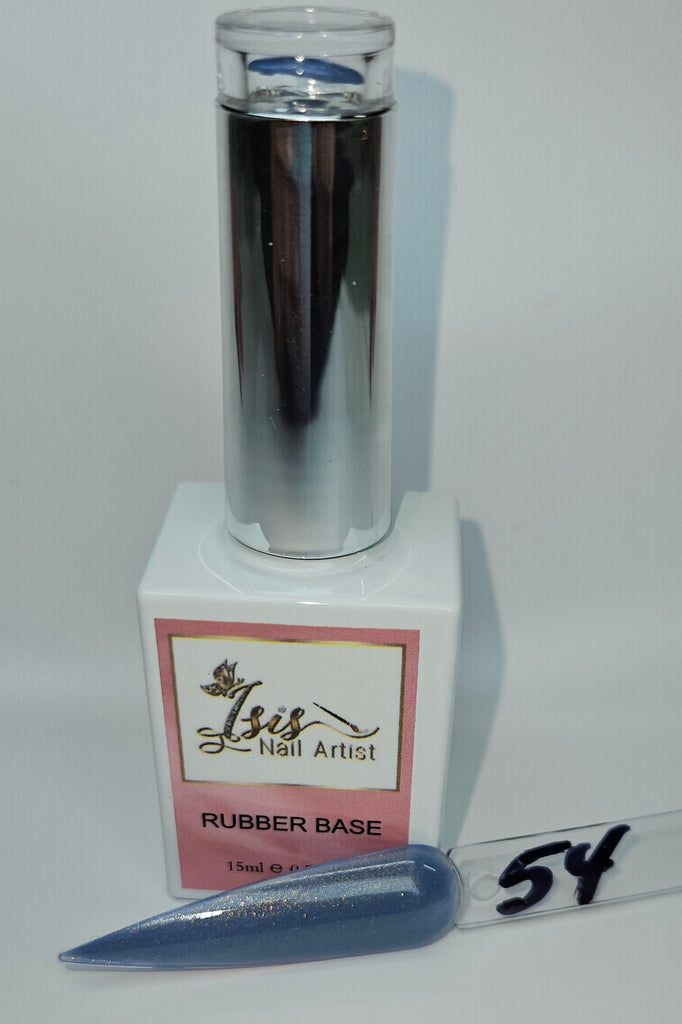 Isis
Nail Artist
RUBBER BASE
15ml ℮
54